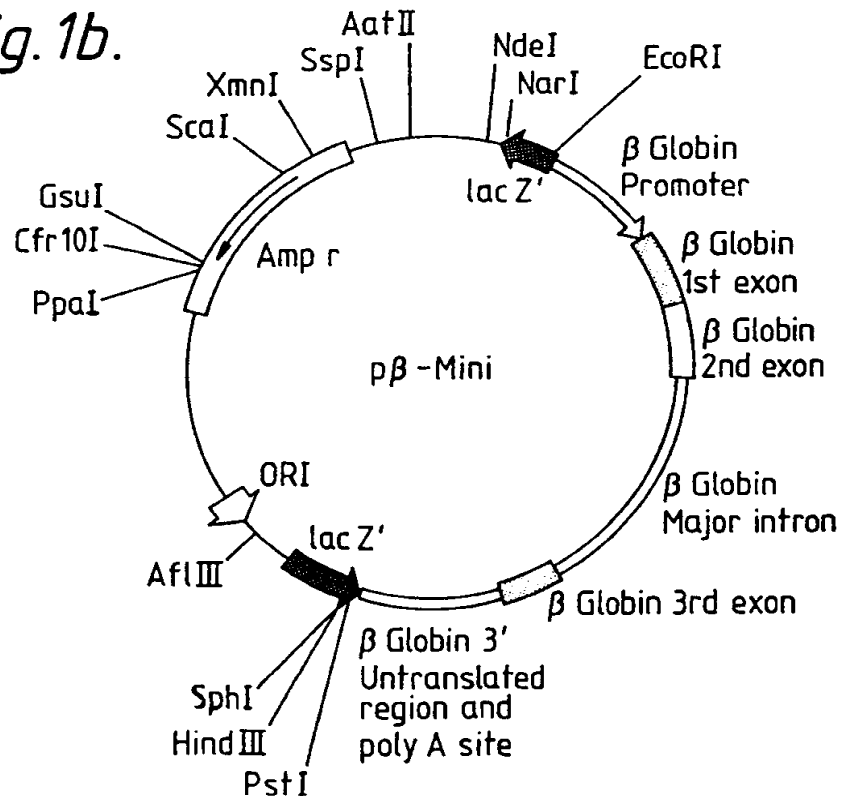 g. 1b.
AatII
SspI
XmnI
ScaI
GsuI
Cfr10I
PpaI
NdeI
NarI
EcoRI
lac Z'
β Globin
Promoter
β Globin
1st exon
β Globin
2nd exon
Amp r
pβ-Mini
β Globin
Major intron
ORI
lac Z'
AflIII
β Globin 3rd exon
β Globin 3'
Untranslated
region and
poly A site
SphI
HindIII
PstI